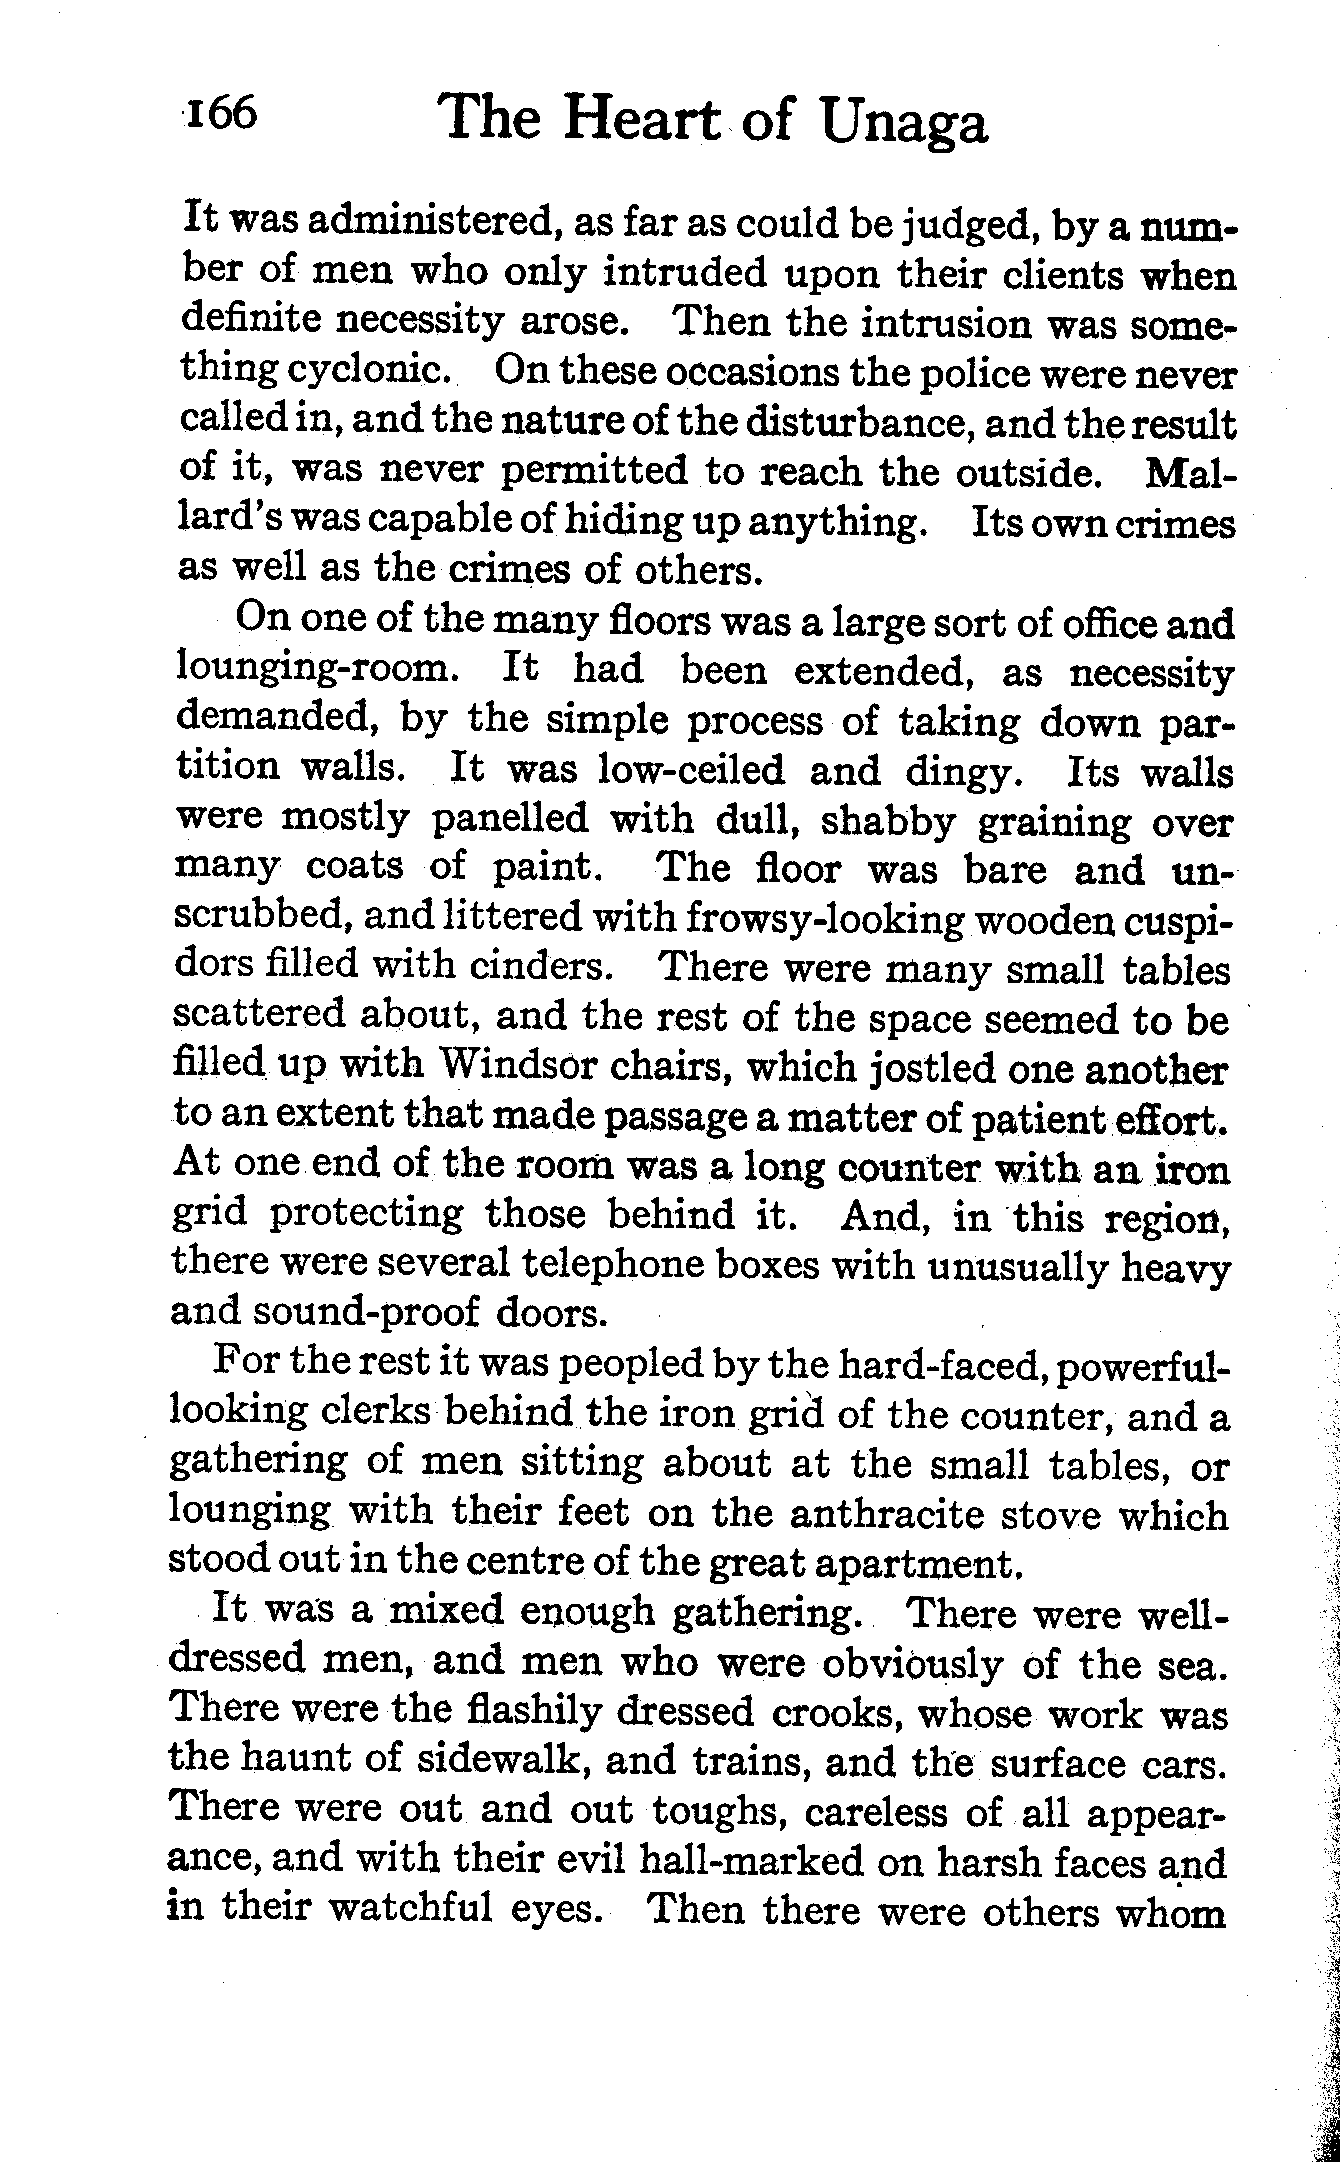 166 The Heart of Unaga
It was administered, as far as could be judged, by a num-
ber of men who only intruded upon their clients when
definite necessity arose. Then the intrusion was some-
thing cyclonic. On these occasions the police were never
called in, and the nature of the disturbance, and the result
of it, was never permitted to reach the outside. Mal-
lard's was capable of hiding up anything. Its own crimes
as well as the crimes of others.
On one of the many floors was a large sort of office and
lounging-room. It had been extended, as necessity
demanded, by the simple process of taking down par-
tition walls. It was low-ceiled and dingy. Its walls
were mostly panelled with dull, shabby graining over
many coats of paint. The floor was bare and un-
scrubbed, and littered with frowsy-looking wooden cuspi-
dors filled with cinders. There were many small tables
scattered about, and the rest of the space seemed to be
filled up with Windsor chairs, which jostled one another
to an extent that made passage a matter of patient effort.
At one end of the room was a long counter with an iron
grid protecting those behind it. And, in this region,
there were several telephone boxes with unusually heavy
and sound-proof doors.
For the rest it was peopled by the hard-faced, powerful-
looking clerks behind the iron grid of the counter, and a
gathering of men sitting about at the small tables, or
lounging with their feet on the anthracite stove which
stood out in the centre of the great apartment.
It was a mixed enough gathering. There were well-
dressed men, and men who were obviously of the sea.
There were the flashily dressed crooks, whose work was
the haunt of sidewalk, and trains, and the surface cars.
There were out and out toughs, careless of all appear-
ance, and with their evil hall-marked on harsh faces and
in their watchful eyes. Then there were others whom